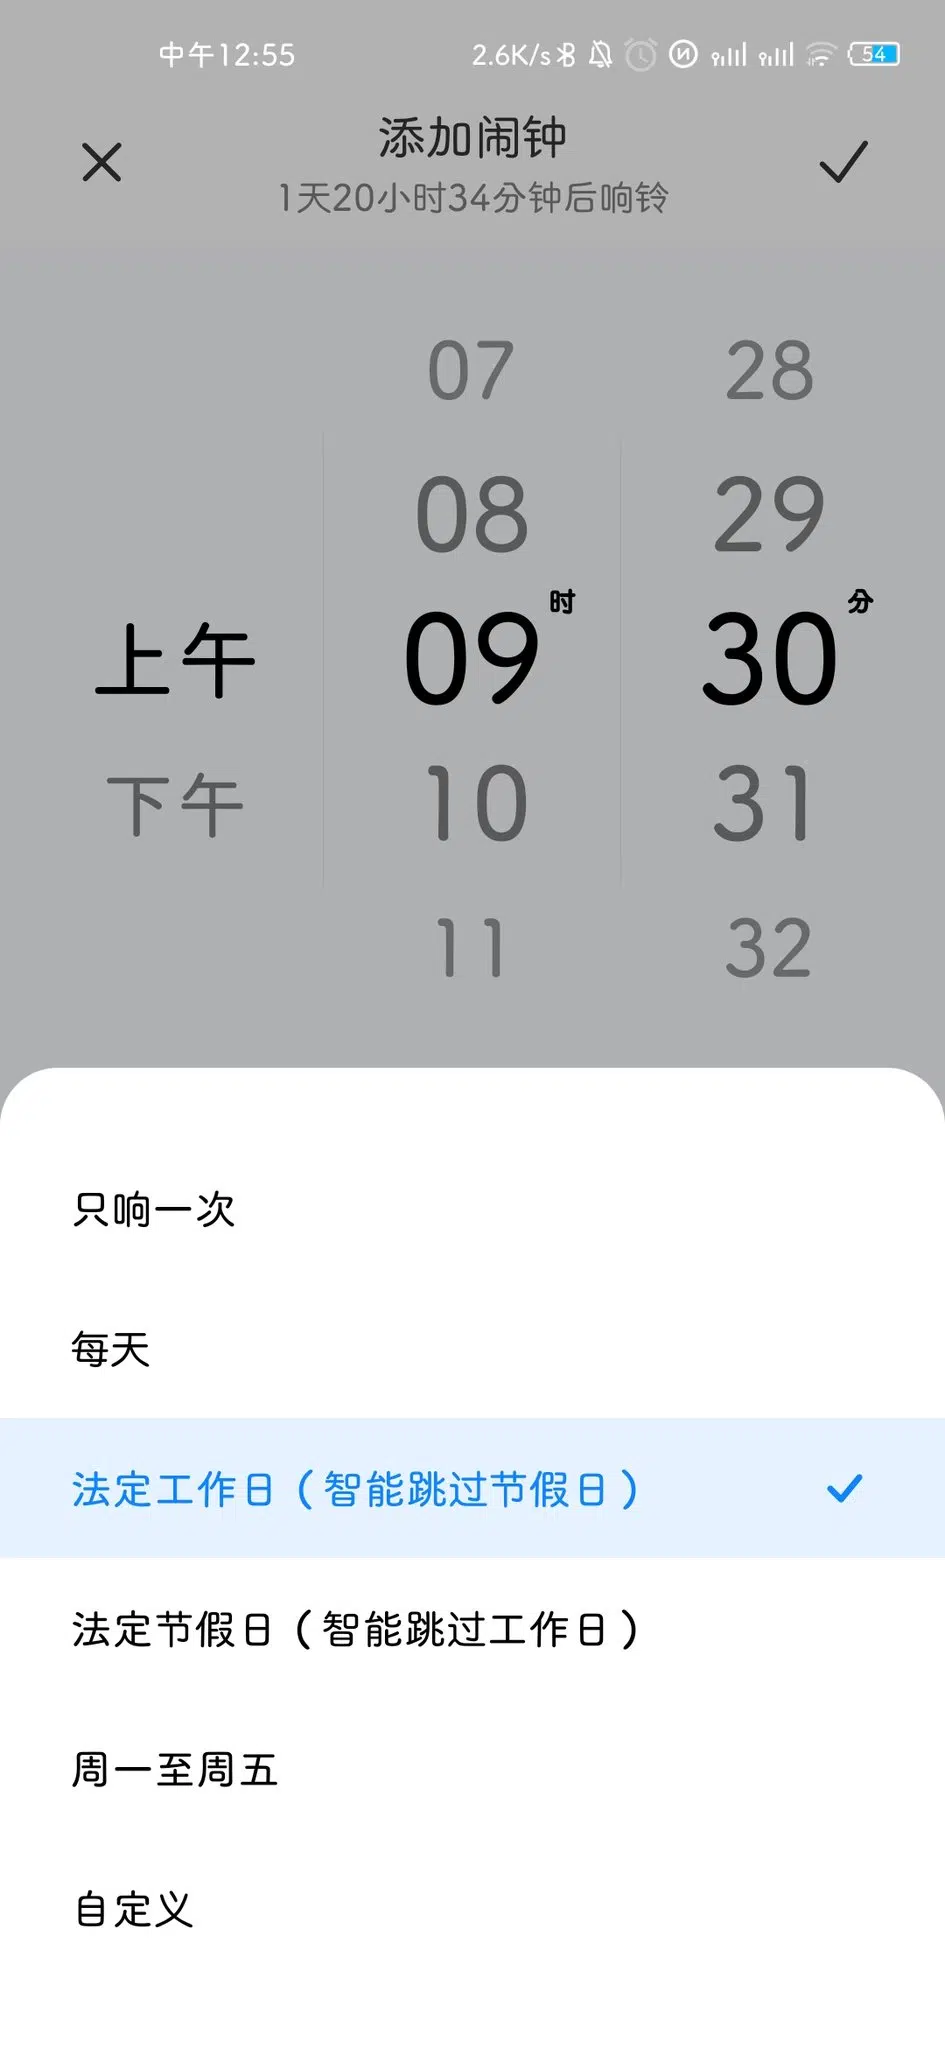 中午12:55
2.6K/s
54
添加闹钟
1天20小时34分钟后响铃
07
28
08
29
上午
09时
30分
下午
10
31
11
32
只响一次
每天
法定工作日（智能跳过节假日）
法定节假日（智能跳过工作日）
周一至周五
自定义